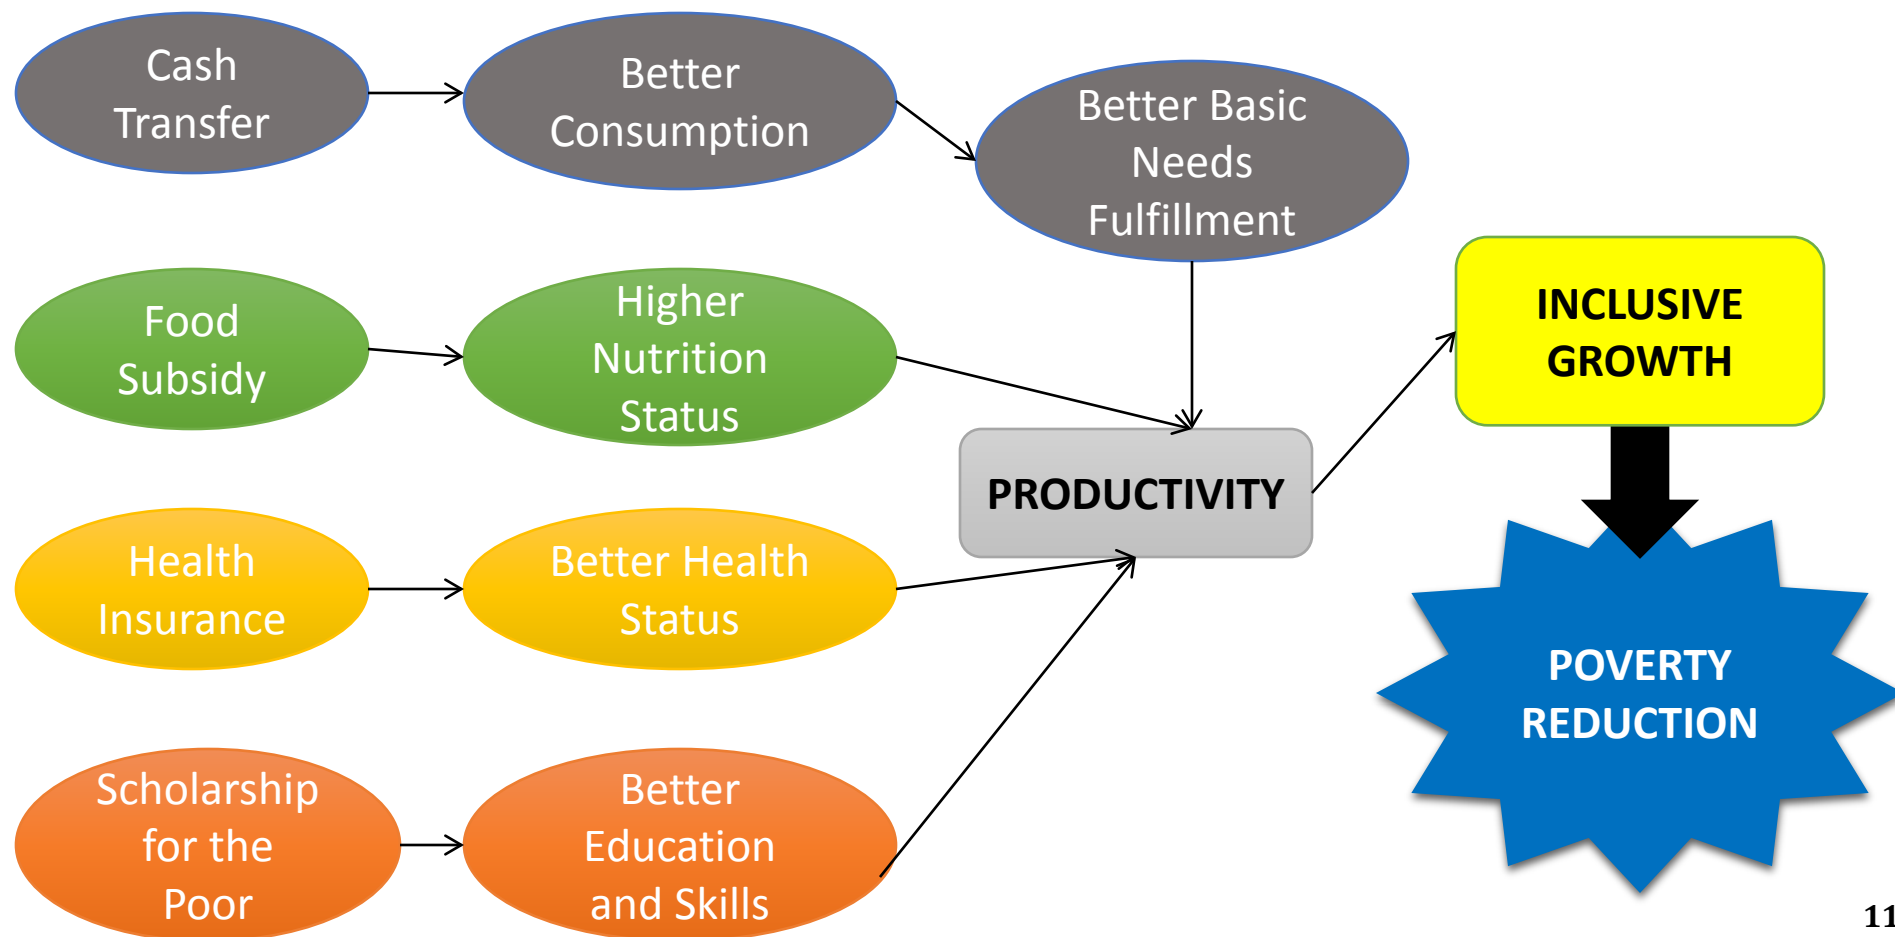 Cash
Transfer
Better
Consumption
Better Basic
Needs
Fulfillment
Food
Subsidy
Higher
Nutrition
Status
INCLUSIVE
GROWTH
PRODUCTIVITY
Health
Insurance
Better Health
Status
POVERTY
REDUCTION
Scholarship
for the
Poor
Better
Education
and Skills
11